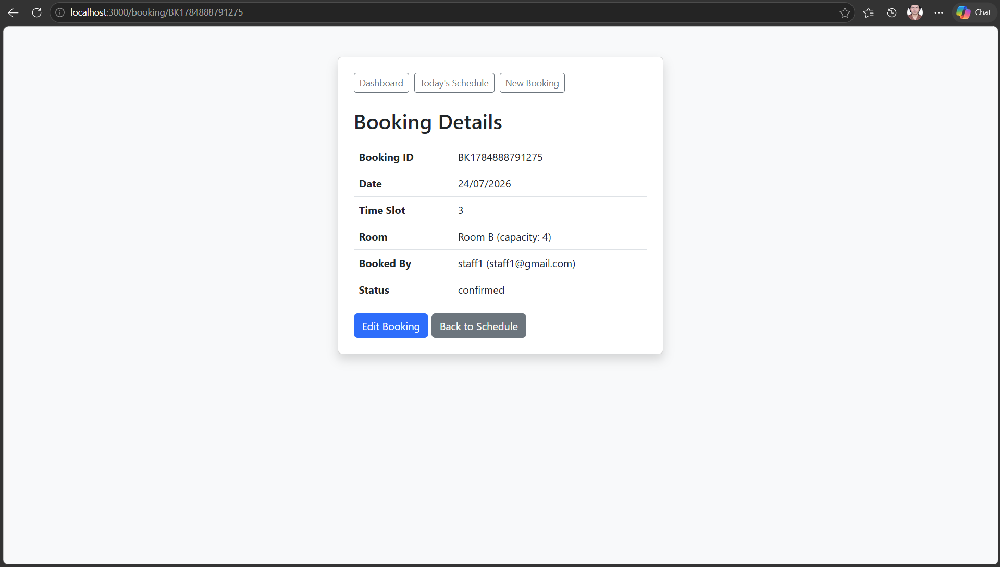 localhost:3000/booking/BK1784888791275
Chat
Dashboard Today's Schedule New Booking
Booking Details
Booking ID BK1784888791275
Date 24/07/2026
Time Slot 3
Room Room B (capacity: 4)
Booked By staff1 (staff1@gmail.com)
Status confirmed
Edit Booking Back to Schedule